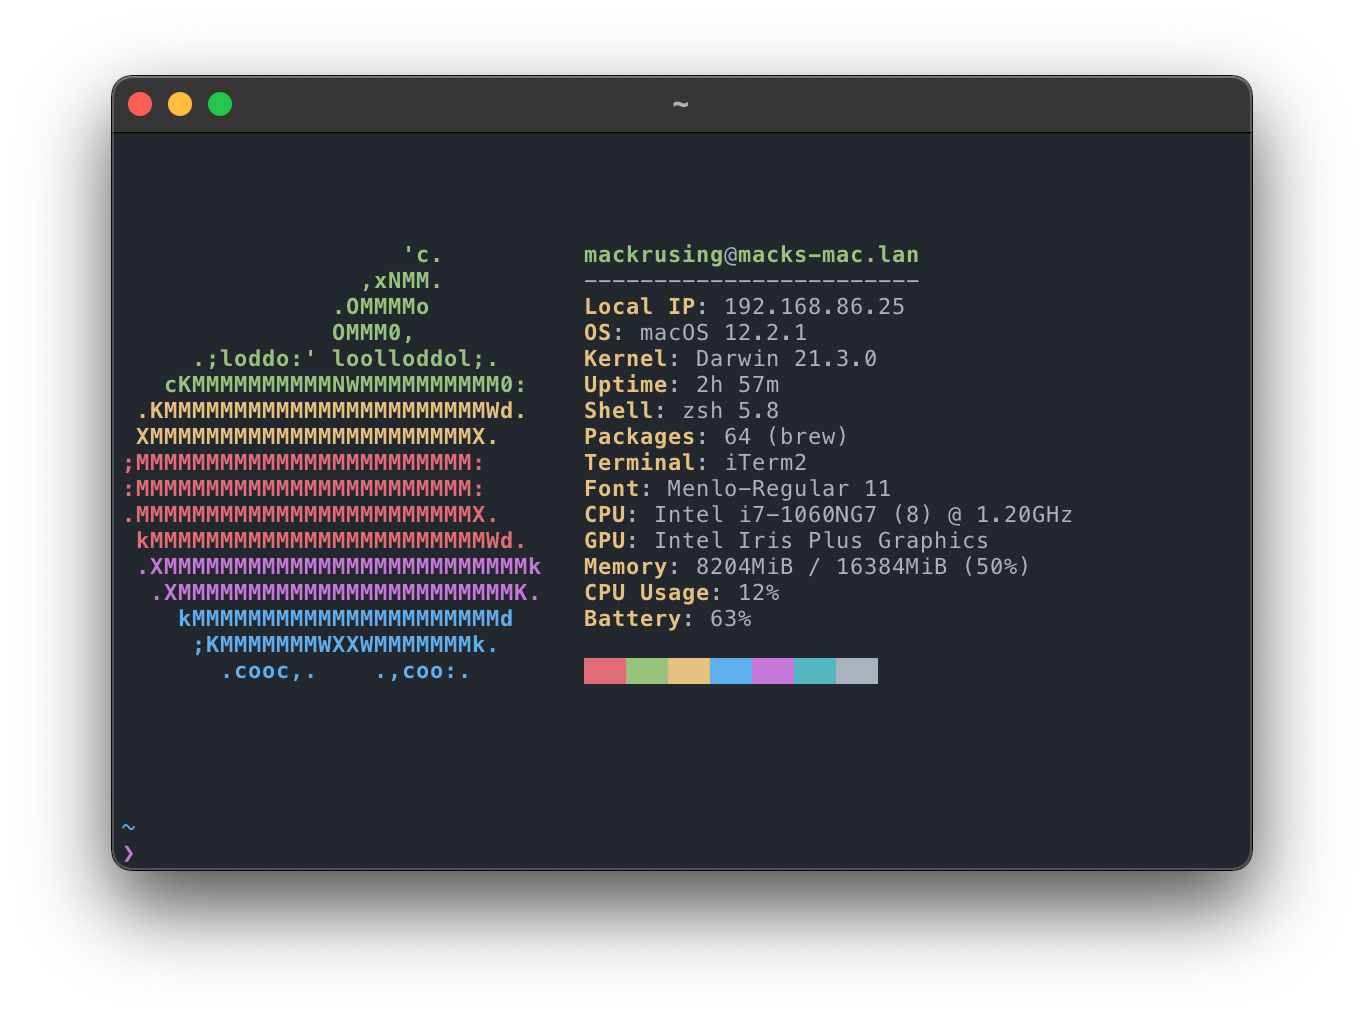 ~
                    'c.          mackrusing@macks-mac.lan
                 ,xNMM.          ------------------------
               .OMMMMo           Local IP: 192.168.86.25
               OMMM0,            OS: macOS 12.2.1
     .;loddo:' loolloddol;.      Kernel: Darwin 21.3.0
   cKMMMMMMMMMMNWMMMMMMMMMM0:    Uptime: 2h 57m
 .KMMMMMMMMMMMMMMMMMMMMMMMWd.    Shell: zsh 5.8
 XMMMMMMMMMMMMMMMMMMMMMMMX.      Packages: 64 (brew)
;MMMMMMMMMMMMMMMMMMMMMMMM:       Terminal: iTerm2
:MMMMMMMMMMMMMMMMMMMMMMMM:       Font: Menlo-Regular 11
.MMMMMMMMMMMMMMMMMMMMMMMMX.      CPU: Intel i7-1060NG7 (8) @ 1.20GHz
 kMMMMMMMMMMMMMMMMMMMMMMMMWd.    GPU: Intel Iris Plus Graphics
 .XMMMMMMMMMMMMMMMMMMMMMMMMMMk   Memory: 8204MiB / 16384MiB (50%)
  .XMMMMMMMMMMMMMMMMMMMMMMMMK.   CPU Usage: 12%
    kMMMMMMMMMMMMMMMMMMMMMMd     Battery: 63%
     ;KMMMMMMMWXXWMMMMMMMk.
       .cooc,.    .,coo:.
~
❯